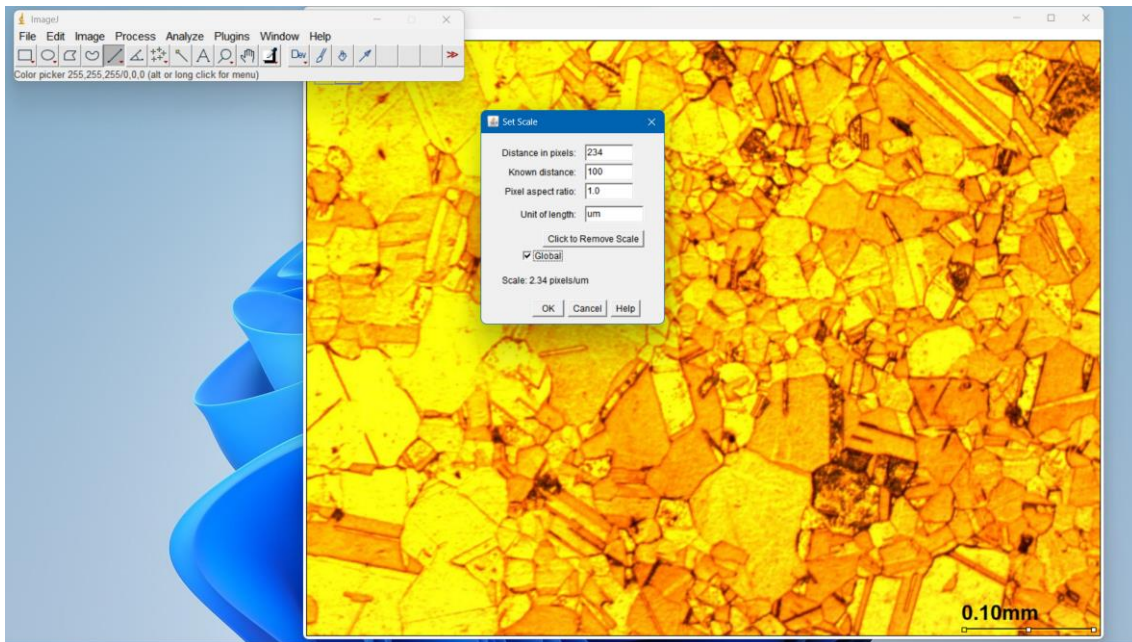 ImageJ
File Edit Image Process Analyze Plugins Window Help
A Dev
Color picker 255,255,255/0,0,0 (alt or long click for menu)
Set Scale
Distance in pixels: 234
Known distance: 100
Pixel aspect ratio: 1.0
Unit of length: um
Click to Remove Scale
Global
Scale: 2.34 pixels/um
OK Cancel Help
0.10mm